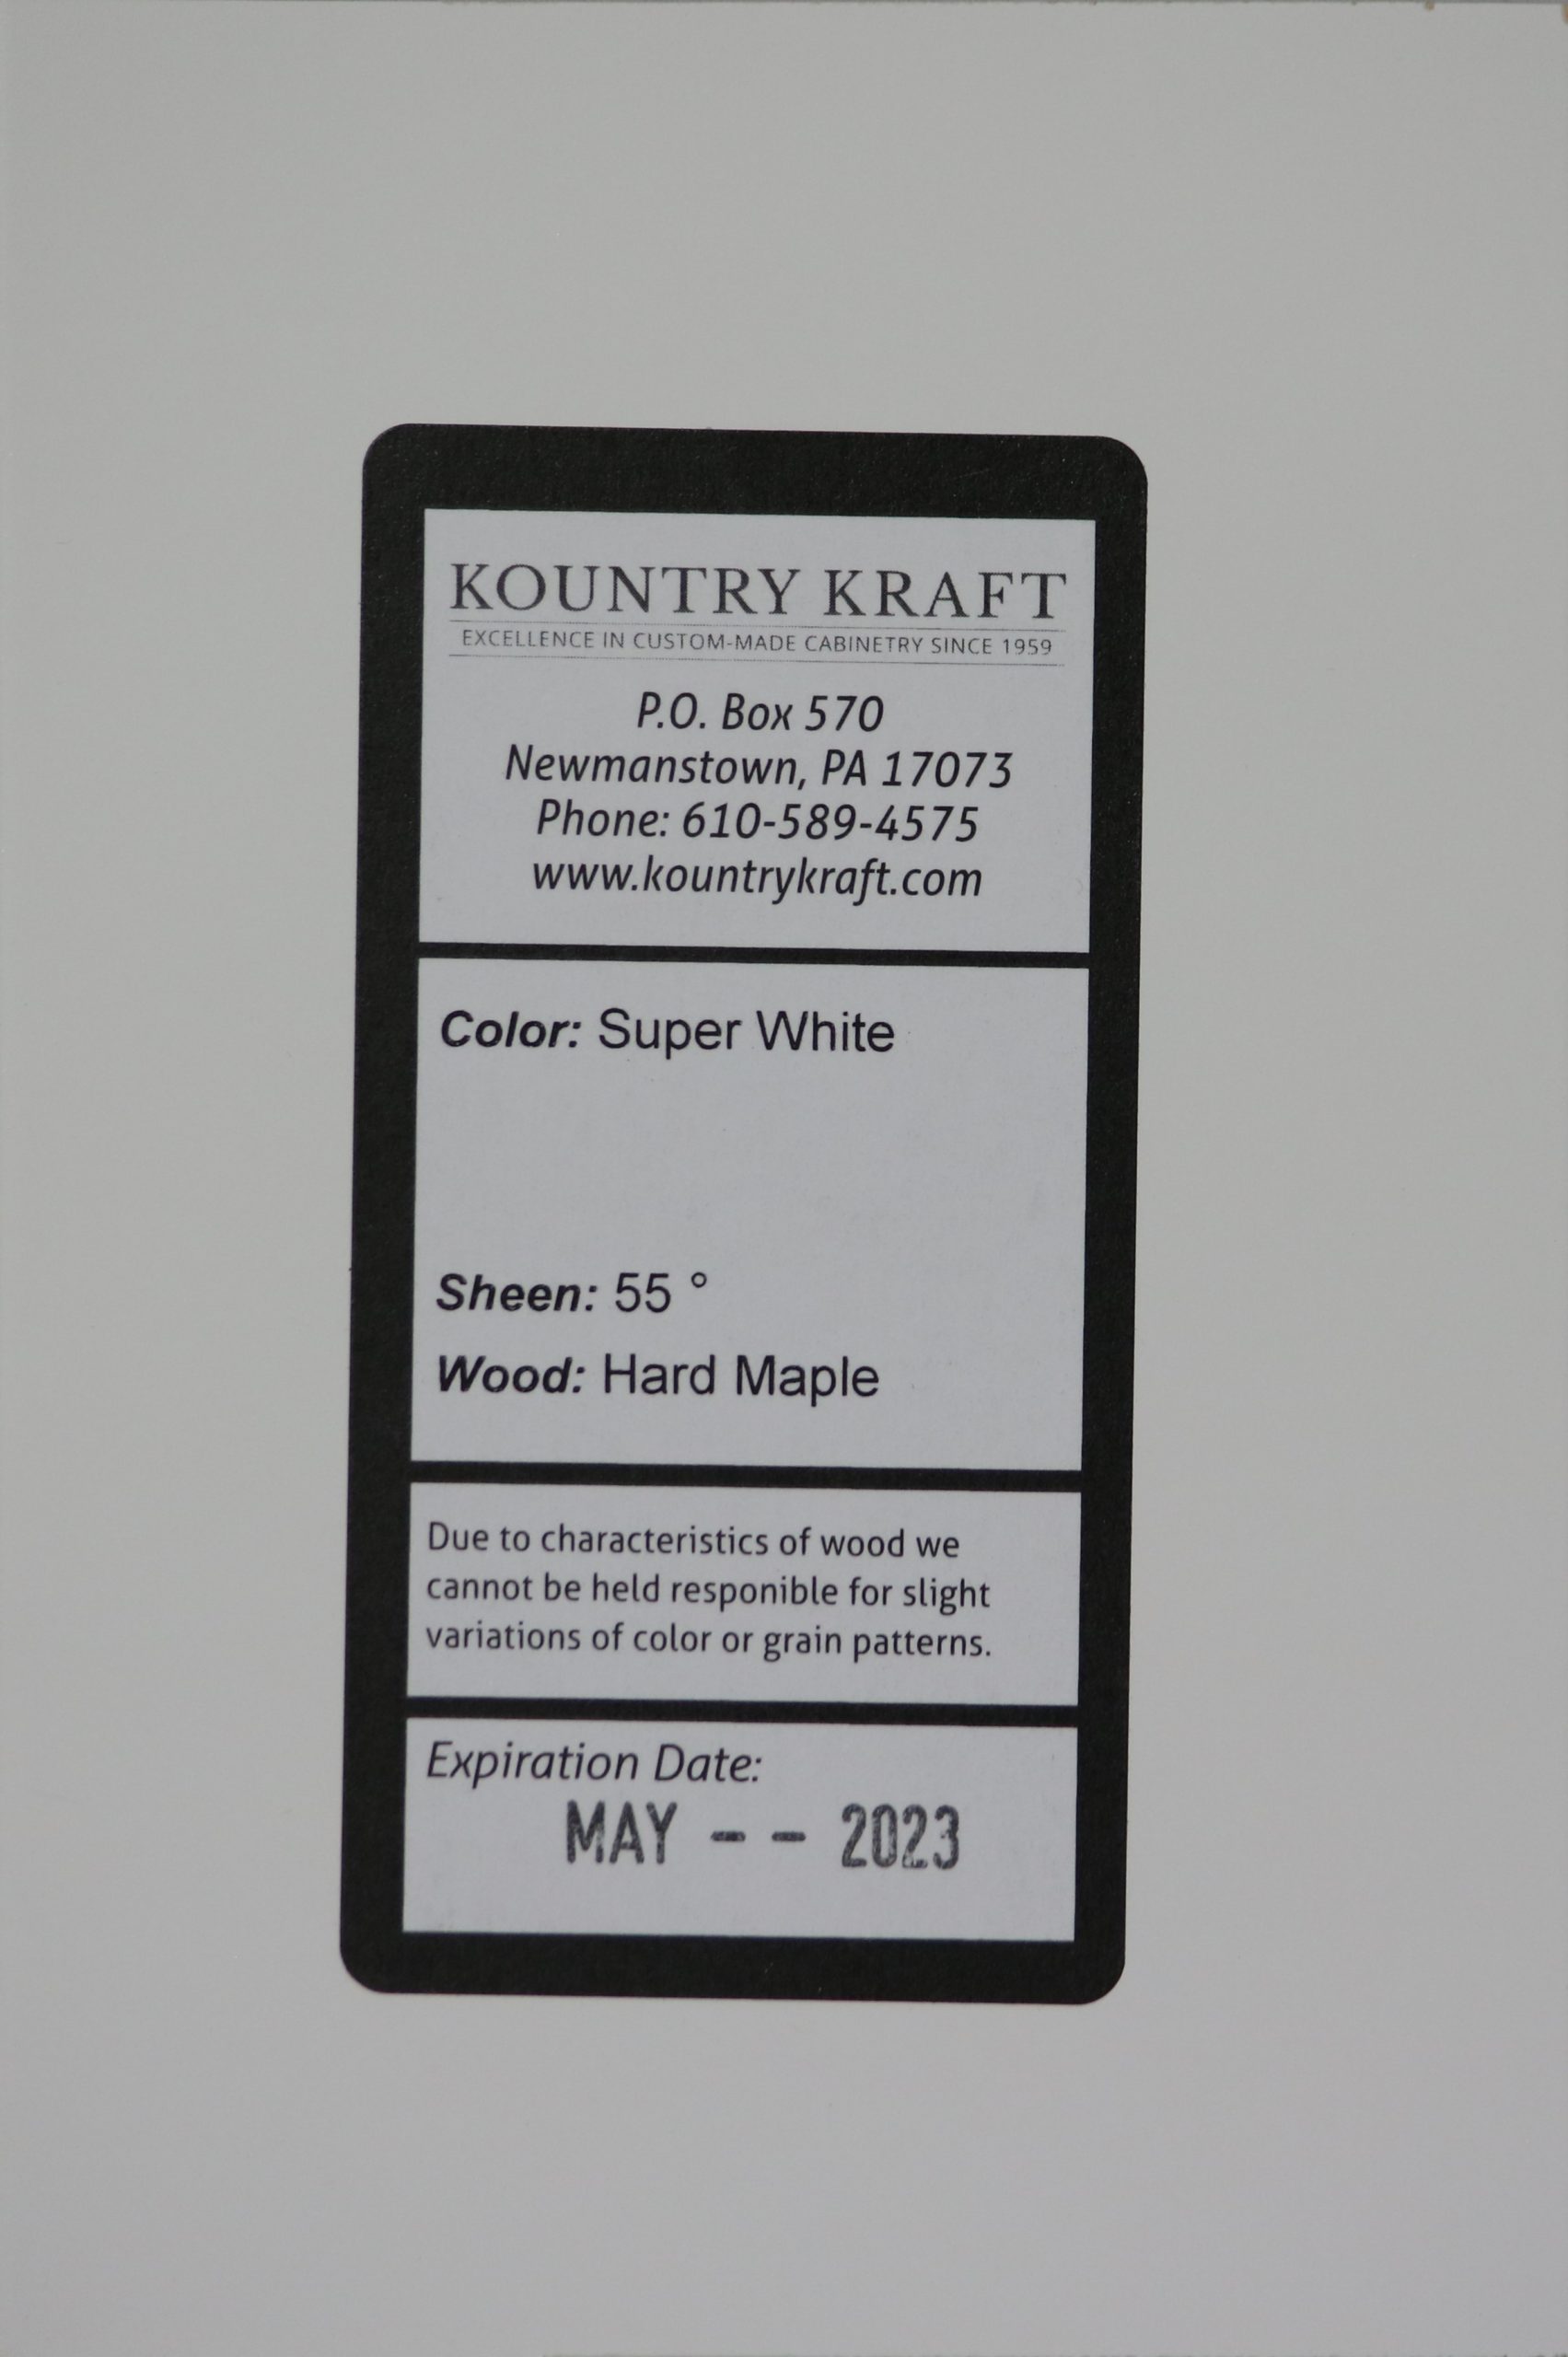 KOUNTRY KRAFT
EXCELLENCE IN CUSTOM-MADE CABINETRY SINCE 1959
P.O. Box 570
Newmanstown, PA 17073
Phone: 610-589-4575
www.kountrykraft.com
Color: Super White
Sheen: 55 °
Wood: Hard Maple
Due to characteristics of wood we
cannot be held responible for slight
variations of color or grain patterns.
Expiration Date:
MAY -- 2023